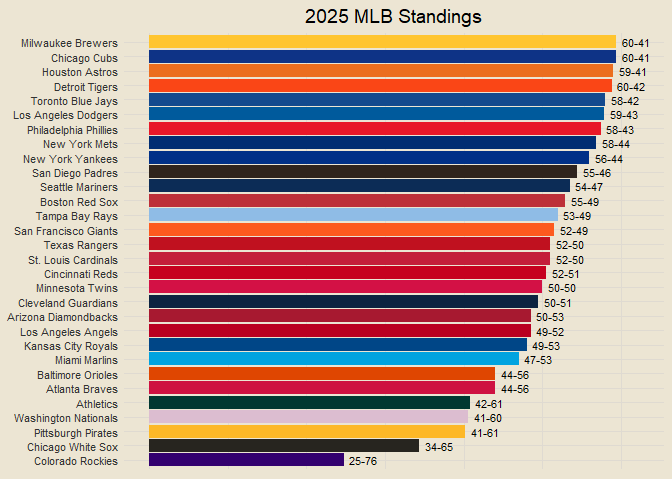 2025 MLB Standings
Milwaukee Brewers 60-41
Chicago Cubs 60-41
Houston Astros 59-41
Detroit Tigers 60-42
Toronto Blue Jays 58-42
Los Angeles Dodgers 59-43
Philadelphia Phillies 58-43
New York Mets 58-44
New York Yankees 56-44
San Diego Padres 55-46
Seattle Mariners 54-47
Boston Red Sox 55-49
Tampa Bay Rays 53-49
San Francisco Giants 52-49
Texas Rangers 52-50
St. Louis Cardinals 52-50
Cincinnati Reds 52-51
Minnesota Twins 50-50
Cleveland Guardians 50-51
Arizona Diamondbacks 50-53
Los Angeles Angels 49-52
Kansas City Royals 49-53
Miami Marlins 47-53
Baltimore Orioles 44-56
Atlanta Braves 44-56
Athletics 42-61
Washington Nationals 41-60
Pittsburgh Pirates 41-61
Chicago White Sox 34-65
Colorado Rockies 25-76